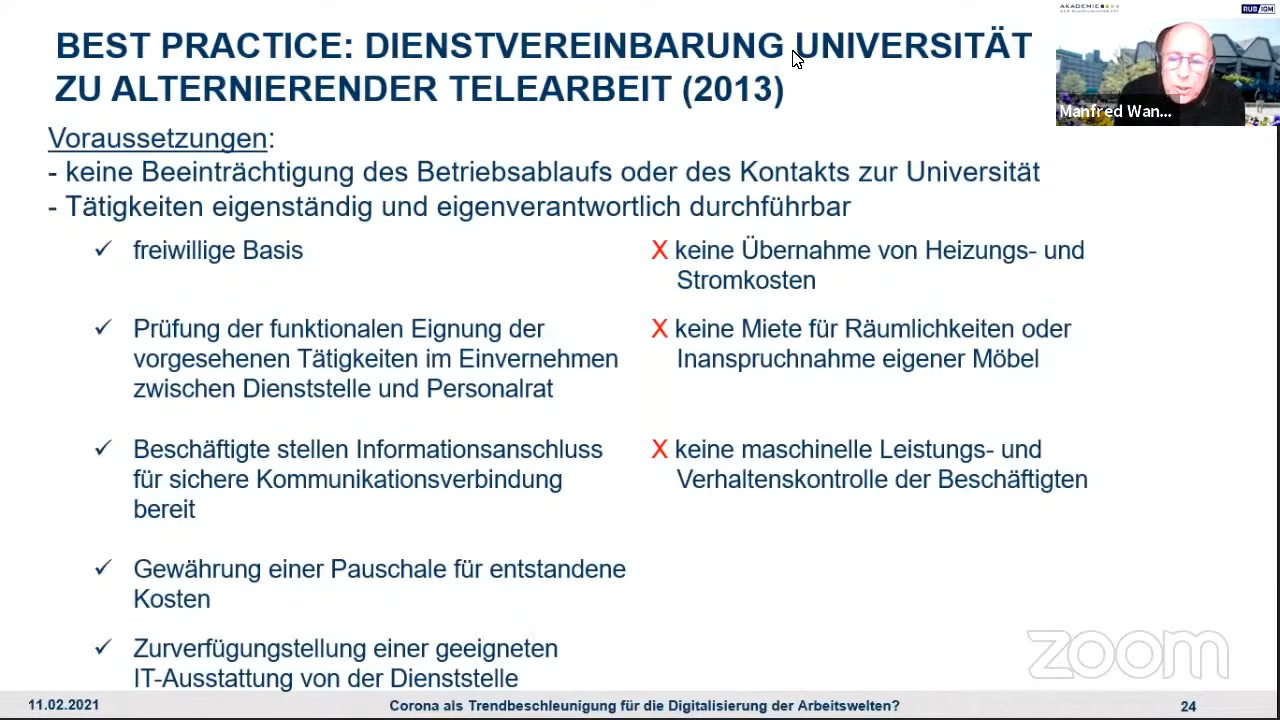 BEST PRACTICE: DIENSTVEREINBARUNG UNIVERSITÄT
ZU ALTERNIERENDER TELEARBEIT (2013)
AKADEMIE
RUB/IGM
Manfred Wan...
Voraussetzungen:
- keine Beeinträchtigung des Betriebsablaufs oder des Kontakts zur Universität
- Tätigkeiten eigenständig und eigenverantwortlich durchführbar
✓ freiwillige Basis
✓ Prüfung der funktionalen Eignung der
vorgesehenen Tätigkeiten im Einvernehmen
zwischen Dienststelle und Personalrat
✓ Beschäftigte stellen Informationsanschluss
für sichere Kommunikationsverbindung
bereit
✓ Gewährung einer Pauschale für entstandene
Kosten
✓ Zurverfügungstellung einer geeigneten
IT-Ausstattung von der Dienststelle
X keine Übernahme von Heizungs- und
Stromkosten
X keine Miete für Räumlichkeiten oder
Inanspruchnahme eigener Möbel
X keine maschinelle Leistungs- und
Verhaltenskontrolle der Beschäftigten
zoom
11.02.2021
Corona als Trendbeschleunigung für die Digitalisierung der Arbeitswelten?
24